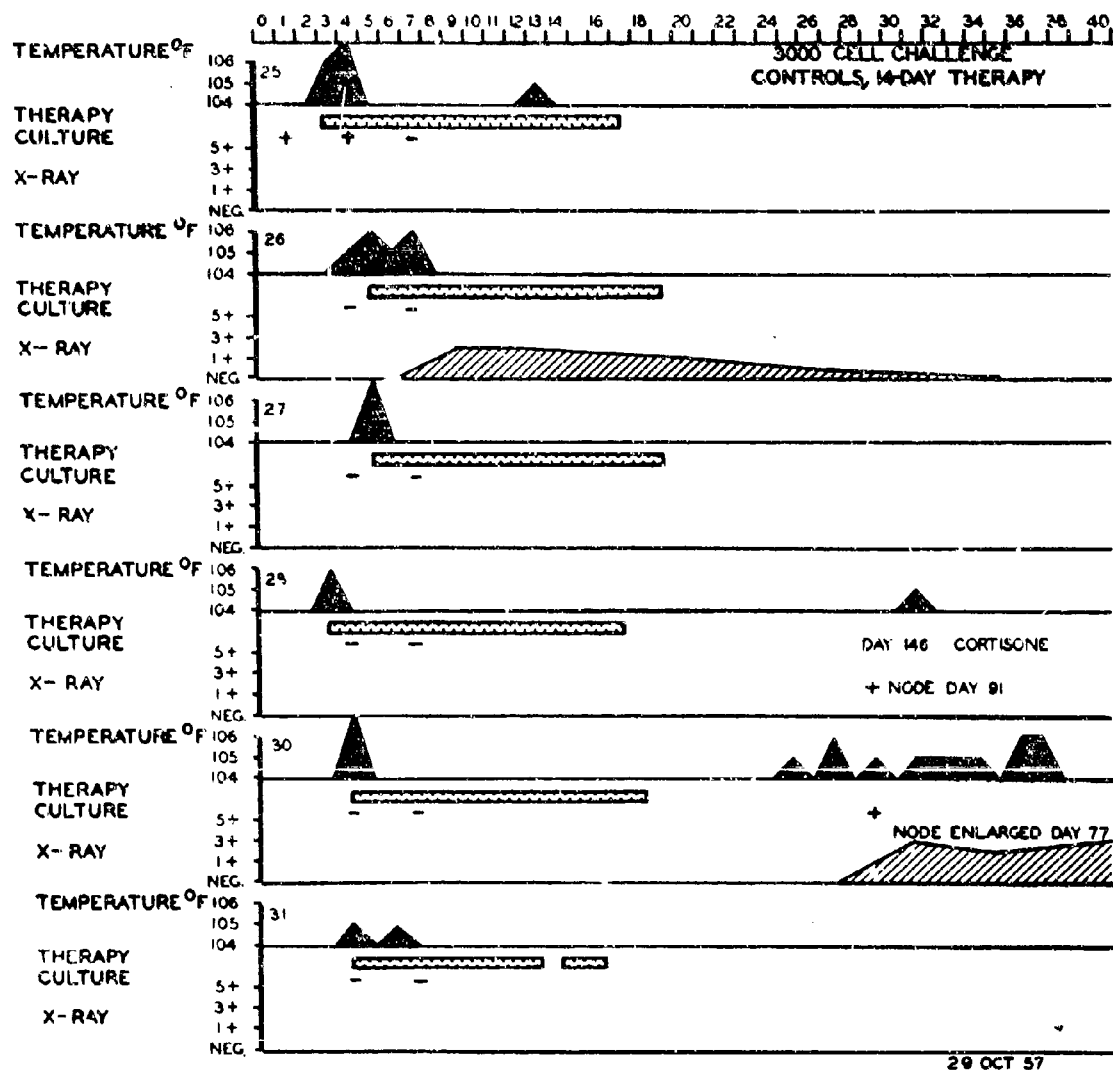 0 2 3 4 5 6 7 8 9 10 11 12 13 14 16 18 20 22 24 26 28 30 32 34 36 38 40
3000 CELL CHALLENGE
CONTROLS, 14-DAY THERAPY
TEMPERATURE °F
106
105
104
25
THERAPY
CULTURE
+ + -
X-RAY
5+
3+
1+
NEG.
TEMPERATURE °F
106
105
104
26
THERAPY
CULTURE
- -
X-RAY
5+
3+
1+
NEG.
TEMPERATURE °F
106
105
104
27
THERAPY
CULTURE
- -
X-RAY
5+
3+
1+
NEG.
TEMPERATURE °F
106
105
104
THERAPY
CULTURE
- -
X-RAY
5+
3+
1+
NEG.
DAY 146 CORTISONE
+ NODE DAY 91
TEMPERATURE °F
106
105
104
30
THERAPY
CULTURE
- - +
X-RAY
5+
3+
1+
NEG.
NODE ENLARGED DAY 77
TEMPERATURE °F
106
105
104
31
THERAPY
CULTURE
- -
X-RAY
5+
3+
1+
NEG.
29 OCT 57